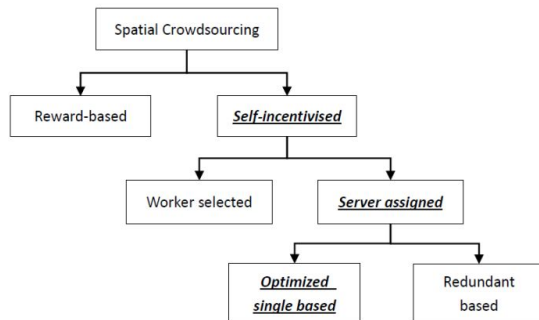 Spatial Crowdsourcing
Reward-based
Self-incentivised
Worker selected
Server assigned
Optimized
single based
Redundant
based